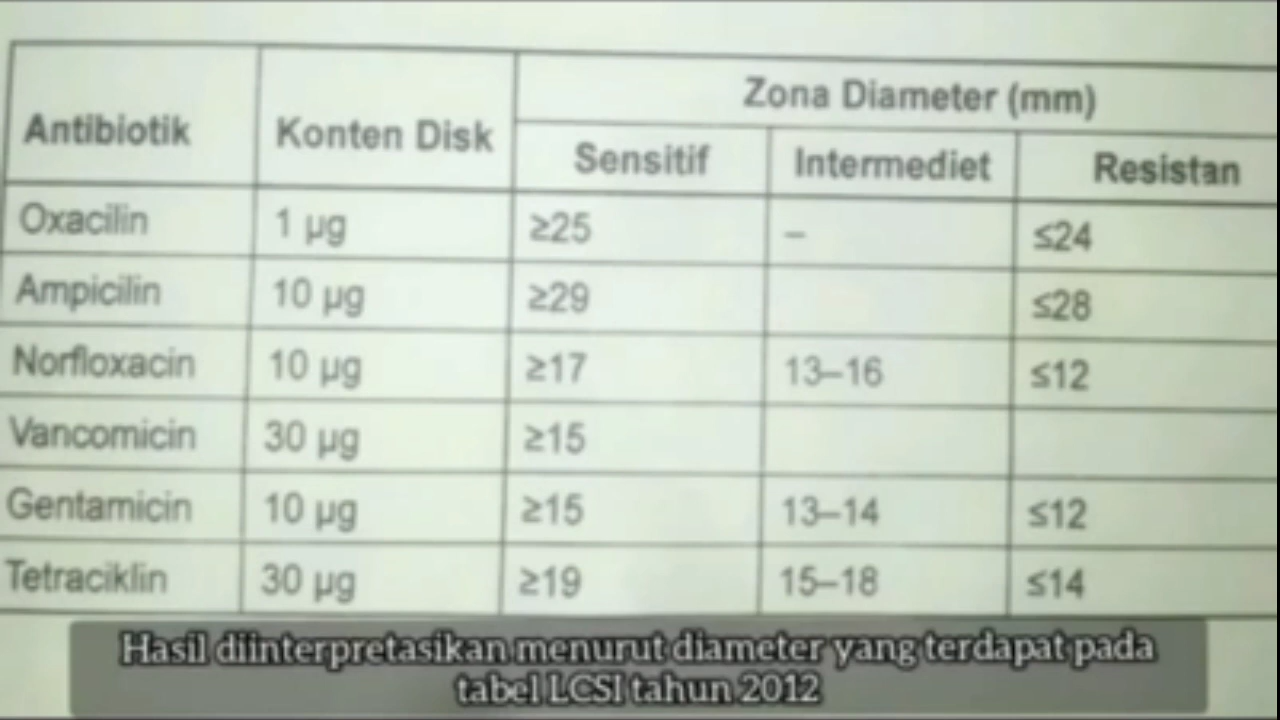 Zona Diameter (mm)
Antibiotik Konten Disk Sensitif Intermediet Resistan
Oxacilin 1 µg ≥25 – ≤24
Ampicilin 10 µg ≥29 ≤28
Norfloxacin 10 µg ≥17 13–16 ≤12
Vancomicin 30 µg ≥15
Gentamicin 10 µg ≥15 13–14 ≤12
Tetraciklin 30 µg ≥19 15–18 ≤14
Hasil diinterpretasikan menurut diameter yang terdapat pada
tabel LCSI tahun 2012